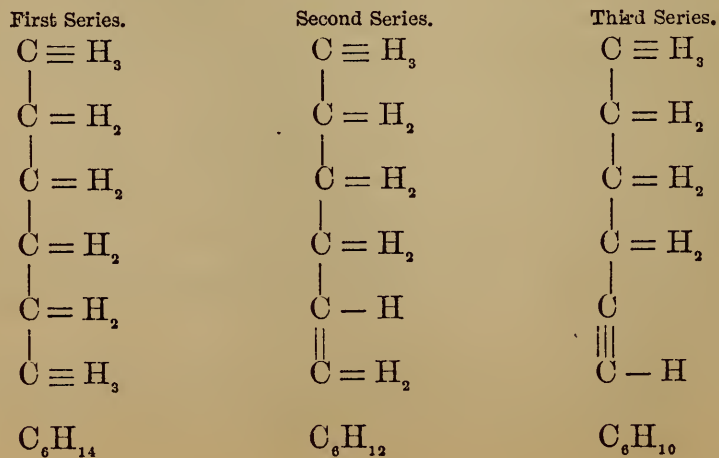 First Series. Second Series. Third Series.
C ≡ H₃ C ≡ H₃ C ≡ H₃
C = H₂ C = H₂ C = H₂
C = H₂ C = H₂ C = H₂
C = H₂ C = H₂ C = H₂
C = H₂ C – H C
C ≡ H₃ C = H₂ C – H
C₆H₁₄ C₆H₁₂ C₆H₁₀